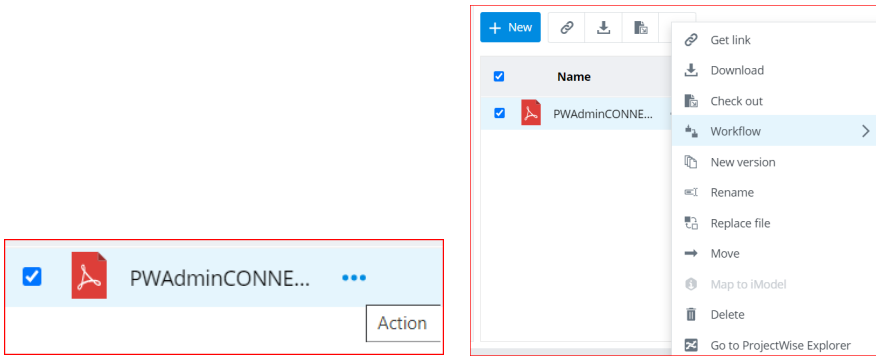 PWAdminCONNE...
Action
New
Name
PWAdminCONNE...
Get link
Download
Check out
Workflow
New version
Rename
Replace file
Move
Map to iModel
Delete
Go to ProjectWise Explorer